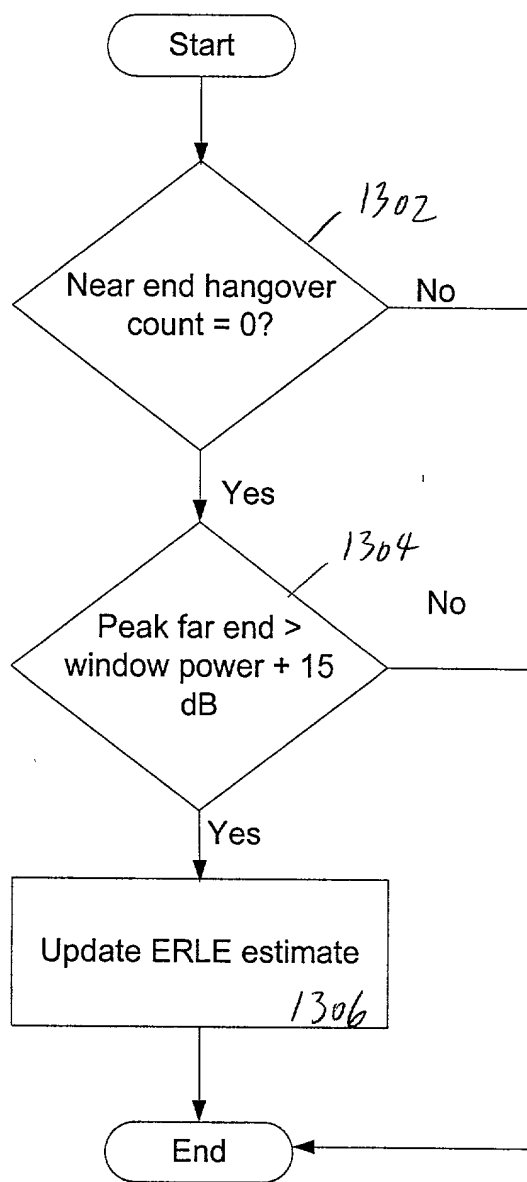 Start
1302
Near end hangover
count = 0?
No
Yes
1304
No
Peak far end >
window power + 15
dB
Yes
Update ERLE estimate
1306
End